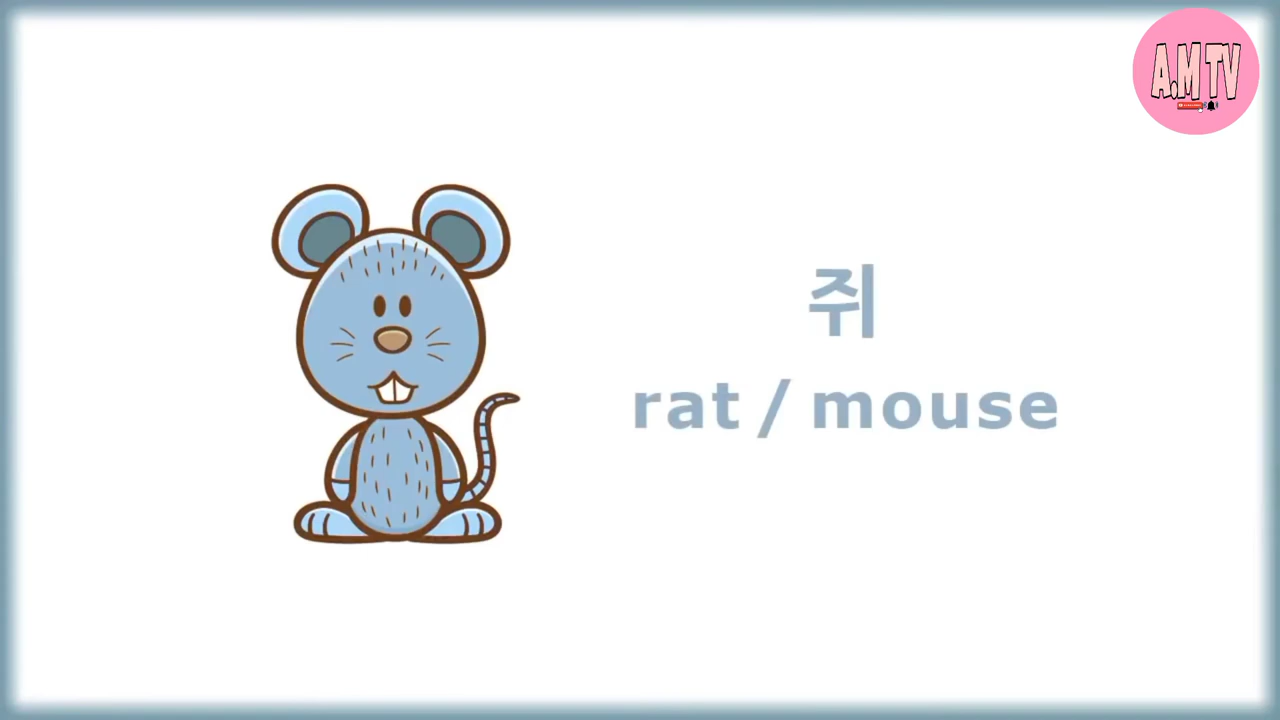 A.M TV
쥐
rat / mouse